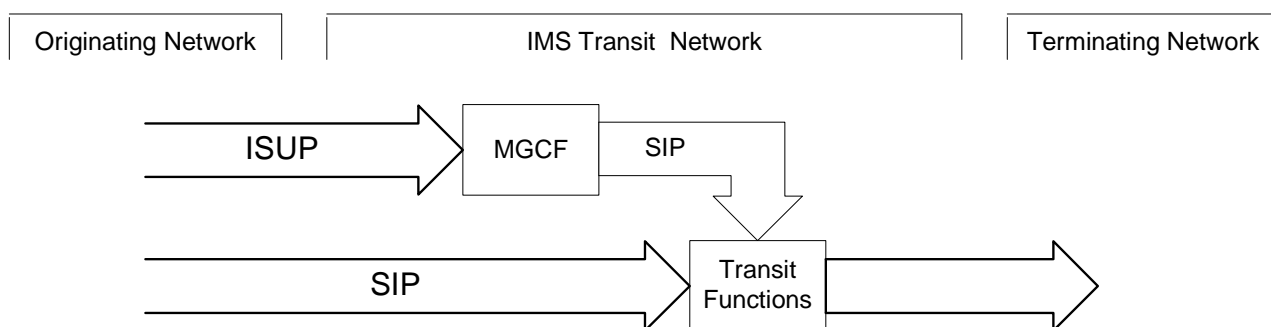 Originating Network
IMS Transit Network
Terminating Network
ISUP
MGCF
SIP
SIP
Transit
Functions